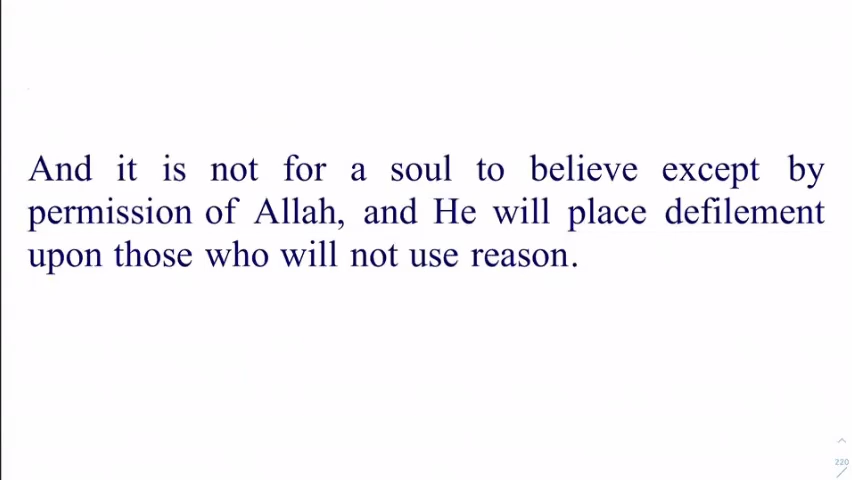 And it is not for a soul to believe except by
permission of Allah, and He will place defilement
upon those who will not use reason.
220